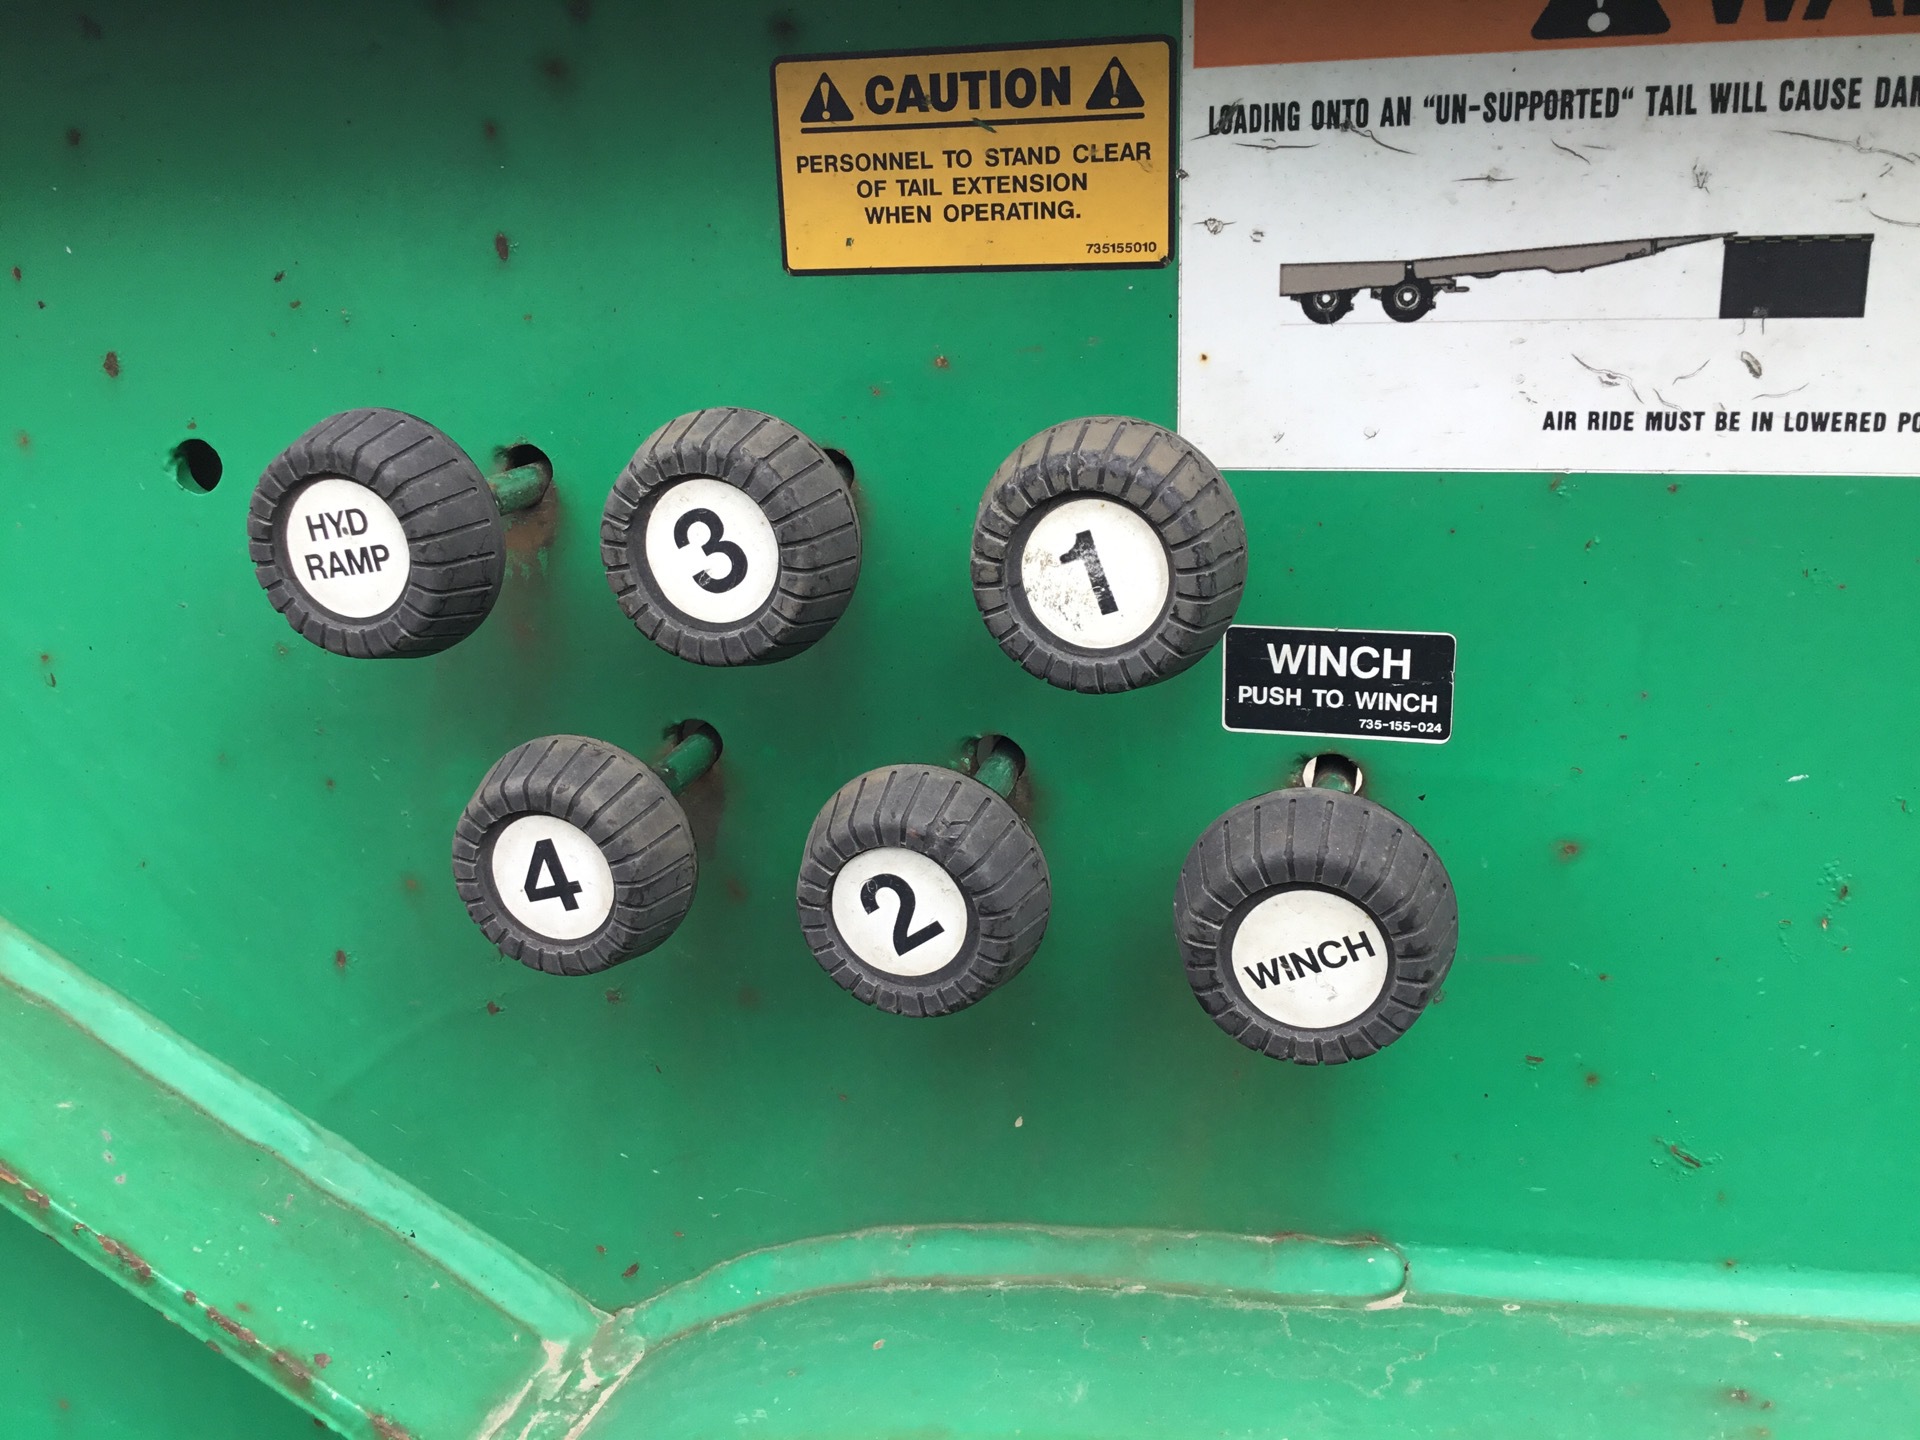 CAUTION
PERSONNEL TO STAND CLEAR
OF TAIL EXTENSION
WHEN OPERATING.
735155010
LOADING ONTO AN "UN-SUPPORTED" TAIL WILL CAUSE
AIR RIDE MUST BE IN LOWERED
HYD
RAMP
3
1
WINCH
PUSH TO WINCH
735-155-024
4
2
WINCH